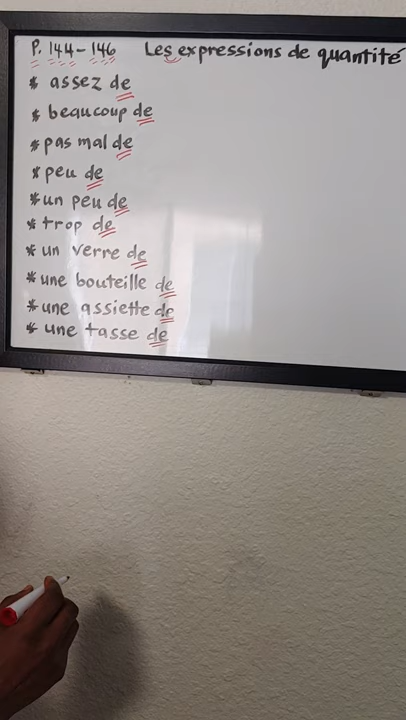 P. 144-146 Les expressions de quantité
* assez de
* beaucoup de
* pas mal de
* peu de
* un peu de
* trop de
* un verre de
* une bouteille de
* une assiette de
* une tasse de